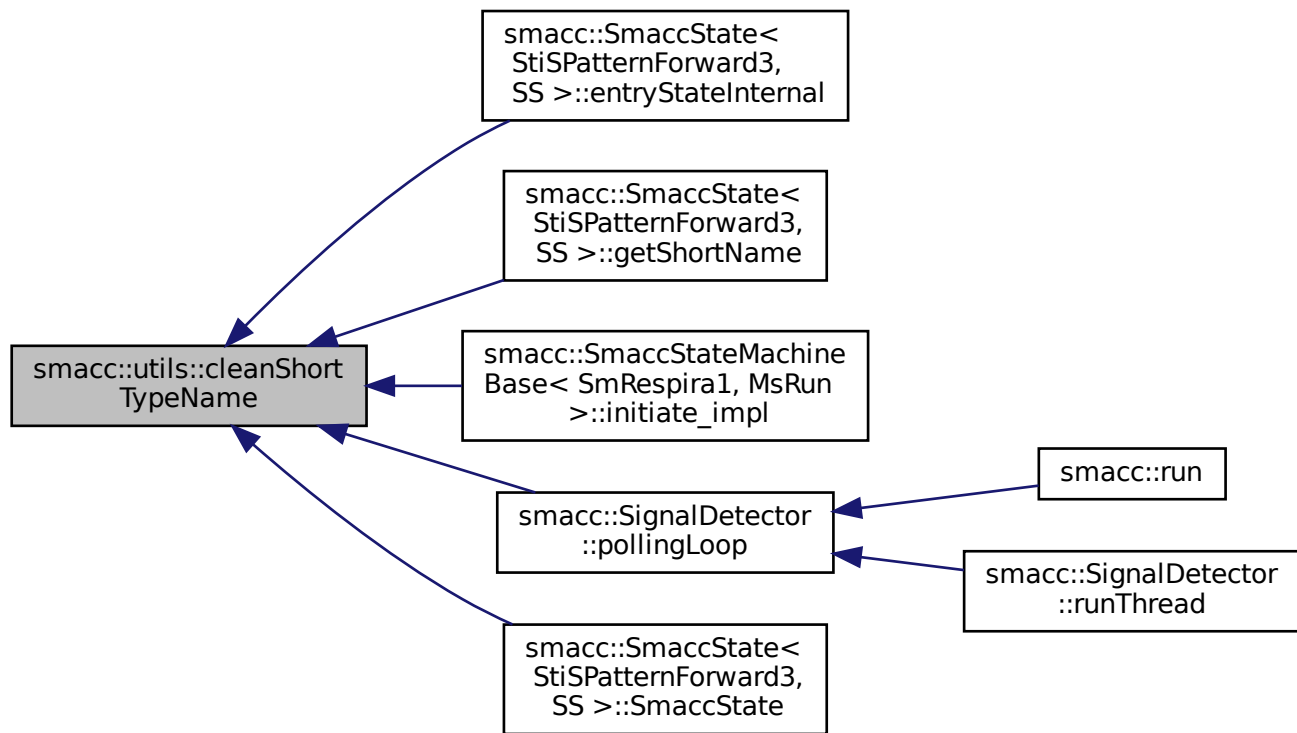 smacc::SmaccState<
StiSPatternForward3,
SS >::entryStateInternal
smacc::SmaccState<
StiSPatternForward3,
SS >::getShortName
smacc::utils::cleanShort
TypeName
smacc::SmaccStateMachine
Base< SmRespira1, MsRun
>::initiate_impl
smacc::SignalDetector
::pollingLoop
smacc::run
smacc::SignalDetector
::runThread
smacc::SmaccState<
StiSPatternForward3,
SS >::SmaccState